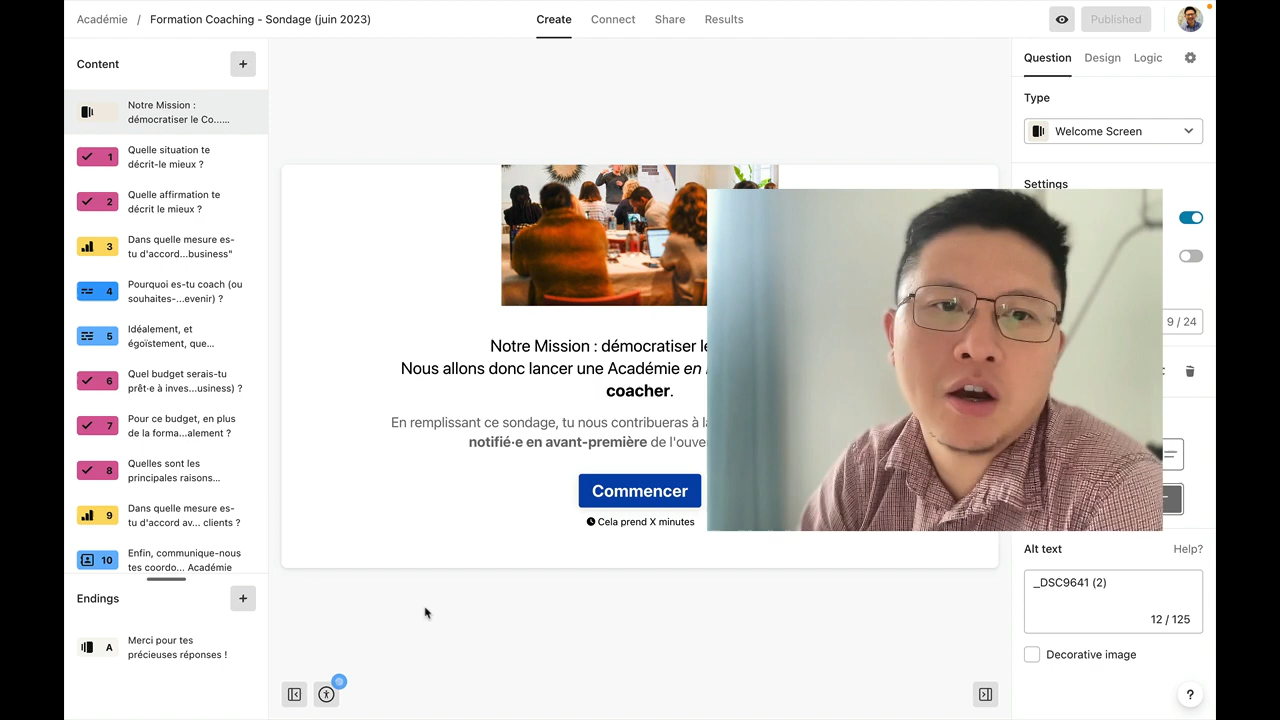 Académie / Formation Coaching - Sondage (juin 2023)
Create Connect Share Results
Published
Content
Notre Mission :
démocratiser le Co......
1
Quelle situation te
décrit-le mieux ?
2
Quelle affirmation te
décrit le mieux ?
3
Dans quelle mesure es-
tu d'accord...business"
4
Pourquoi es-tu coach (ou
souhaites-...evenir) ?
5
Idéalement, et
égoïstement, que...
6
Quel budget serais-tu
prêt·e à inves...usiness) ?
7
Pour ce budget, en plus
de la forma...alement ?
8
Quelles sont les
principales raisons...
9
Dans quelle mesure es-
tu d'accord av... clients ?
10
Enfin, communique-nous
tes coordo... Académie
Endings
A
Merci pour tes
précieuses réponses !
Notre Mission : démocratiser
Nous allons donc lancer une Académie en
coacher.
En remplissant ce sondage, tu nous contribueras à
notifié·e en avant-première de
Commencer
Cela prend X minutes
Question Design Logic
Type
Welcome Screen
Settings
9 / 24
Alt text
Help?
_DSC9641 (2)
12 / 125
Decorative image
?